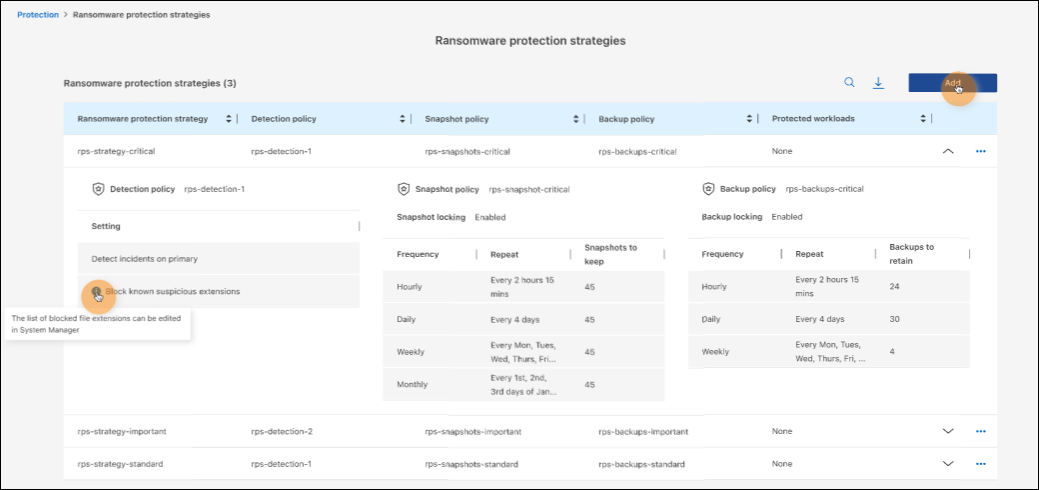 Protection > Ransomware protection strategies
Ransomware protection strategies
Ransomware protection strategies (3)
Add
Ransomware protection strategy Detection policy Snapshot policy Backup policy Protected workloads
rps-strategy-critical rps-detection-1 rps-snapshots-critical rps-backups-critical None
Detection policy rps-detection-1
Setting
Detect incidents on primary
Block known suspicious extensions
The list of blocked file extensions can be edited
in System Manager
Snapshot policy rps-snapshot-critical
Snapshot locking Enabled
Frequency Repeat Snapshots to
keep
Hourly Every 2 hours 15
mins 45
Daily Every 4 days 45
Weekly Every Mon, Tues,
Wed, Thurs, Fri... 45
Monthly Every 1st, 2nd,
3rd days of Jan... 45
Backup policy rps-backups-critical
Backup locking Enabled
Frequency Repeat Backups to
retain
Hourly Every 2 hours 15
mins 24
Daily Every 4 days 30
Weekly Every Mon, Tues,
Wed, Thurs, Fri, ... 4
rps-strategy-important rps-detection-2 rps-snapshots-important rps-backups-important None
rps-strategy-standard rps-detection-1 rps-snapshots-standard rps-backups-standard None